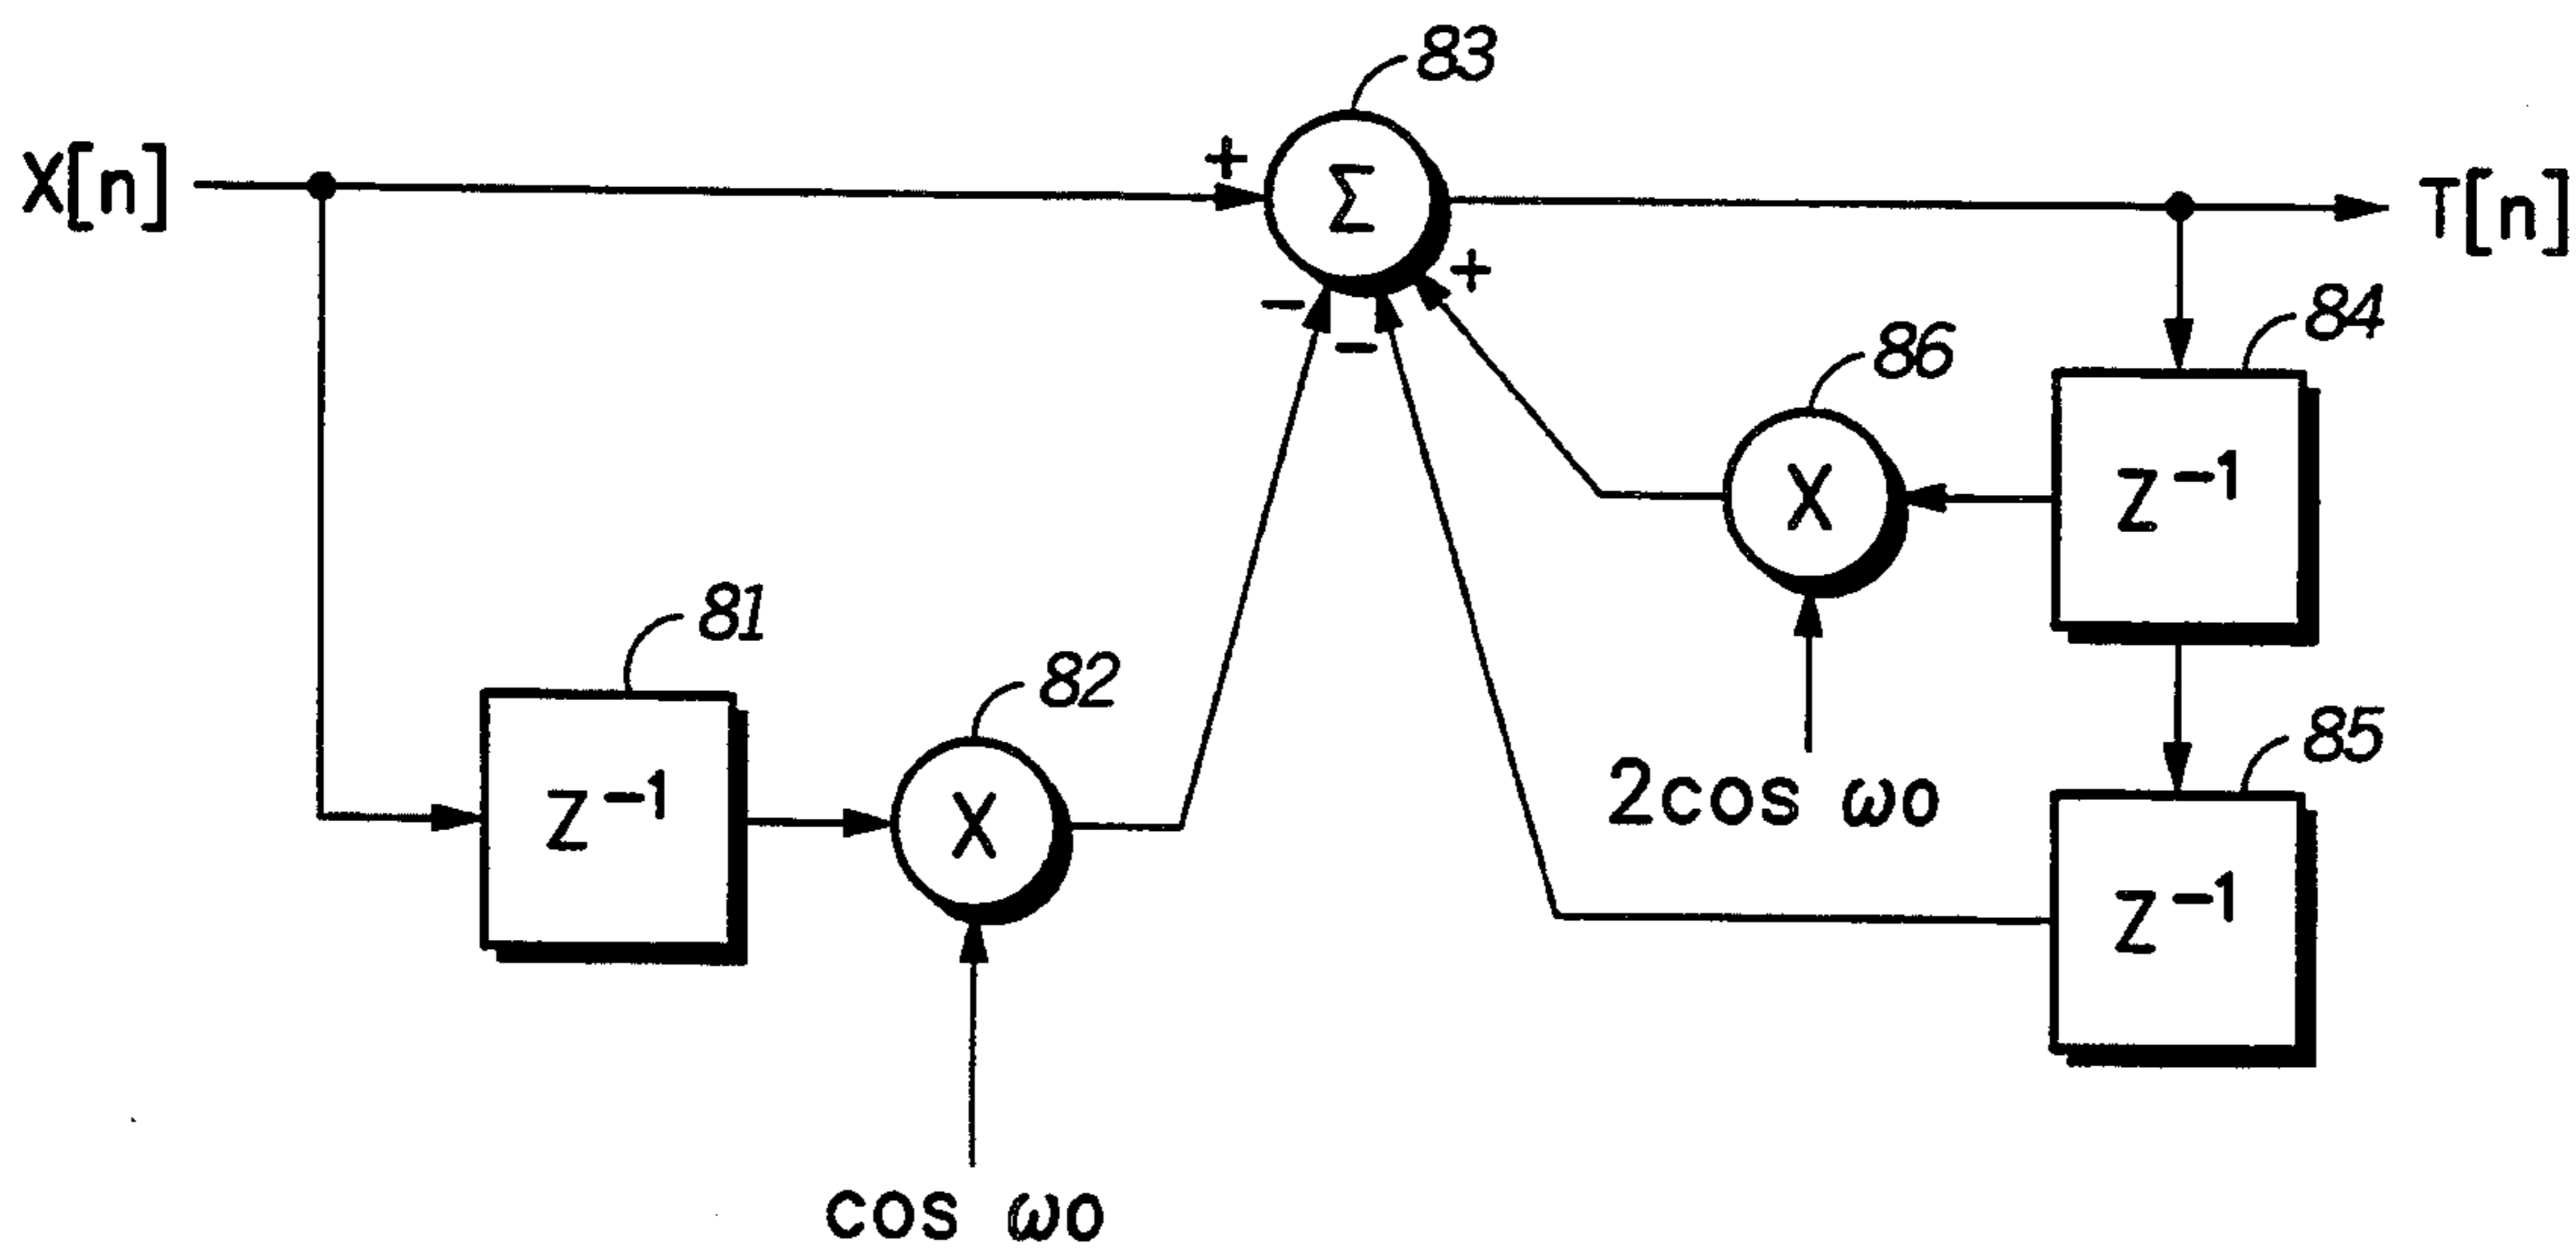 83
X[n]
+
Σ
T[n]
+
−
−
84
86
X
Z⁻¹
81
82
85
2cos ωo
Z⁻¹
X
Z⁻¹
cos ωo